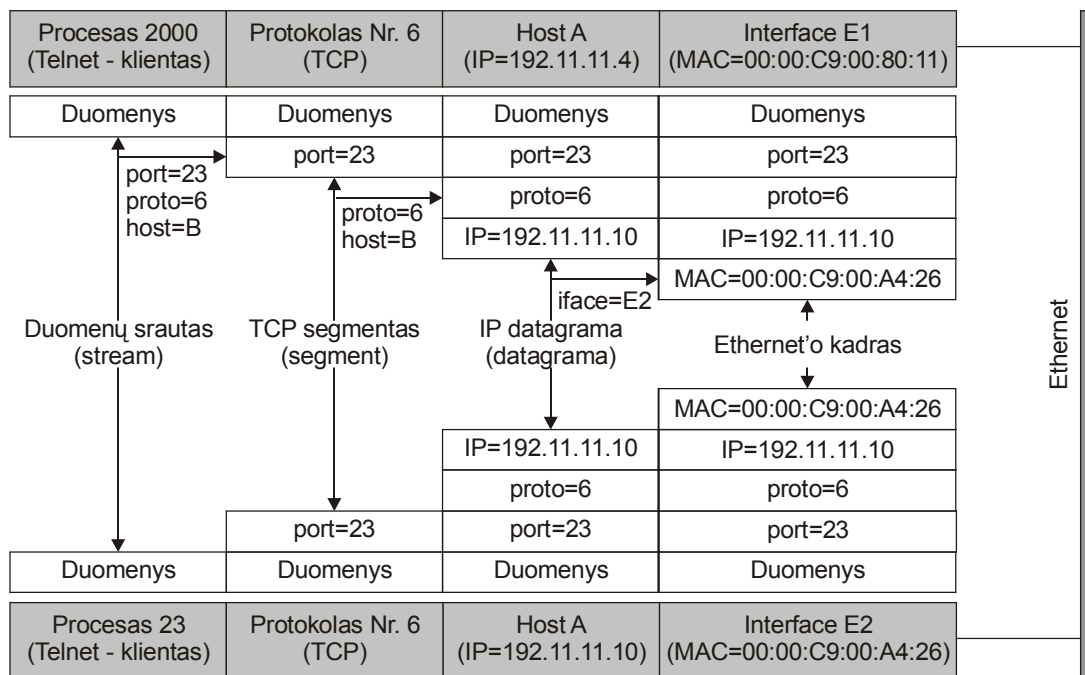 Procesas 2000
(Telnet - klientas)
Protokolas Nr. 6
(TCP)
Host A
(IP=192.11.11.4)
Interface E1
(MAC=00:00:C9:00:80:11)
Duomenys
Duomenys
Duomenys
Duomenys
port=23
port=23
port=23
port=23
proto=6
host=B
proto=6
proto=6
proto=6
host=B
IP=192.11.11.10
IP=192.11.11.10
iface=E2
MAC=00:00:C9:00:A4:26
Duomenų srautas
(stream)
TCP segmentas
(segment)
IP datagrama
(datagrama)
Ethernet'o kadras
Ethernet
MAC=00:00:C9:00:A4:26
IP=192.11.11.10
IP=192.11.11.10
proto=6
proto=6
port=23
port=23
port=23
Duomenys
Duomenys
Duomenys
Duomenys
Procesas 23
(Telnet - klientas)
Protokolas Nr. 6
(TCP)
Host A
(IP=192.11.11.10)
Interface E2
(MAC=00:00:C9:00:A4:26)